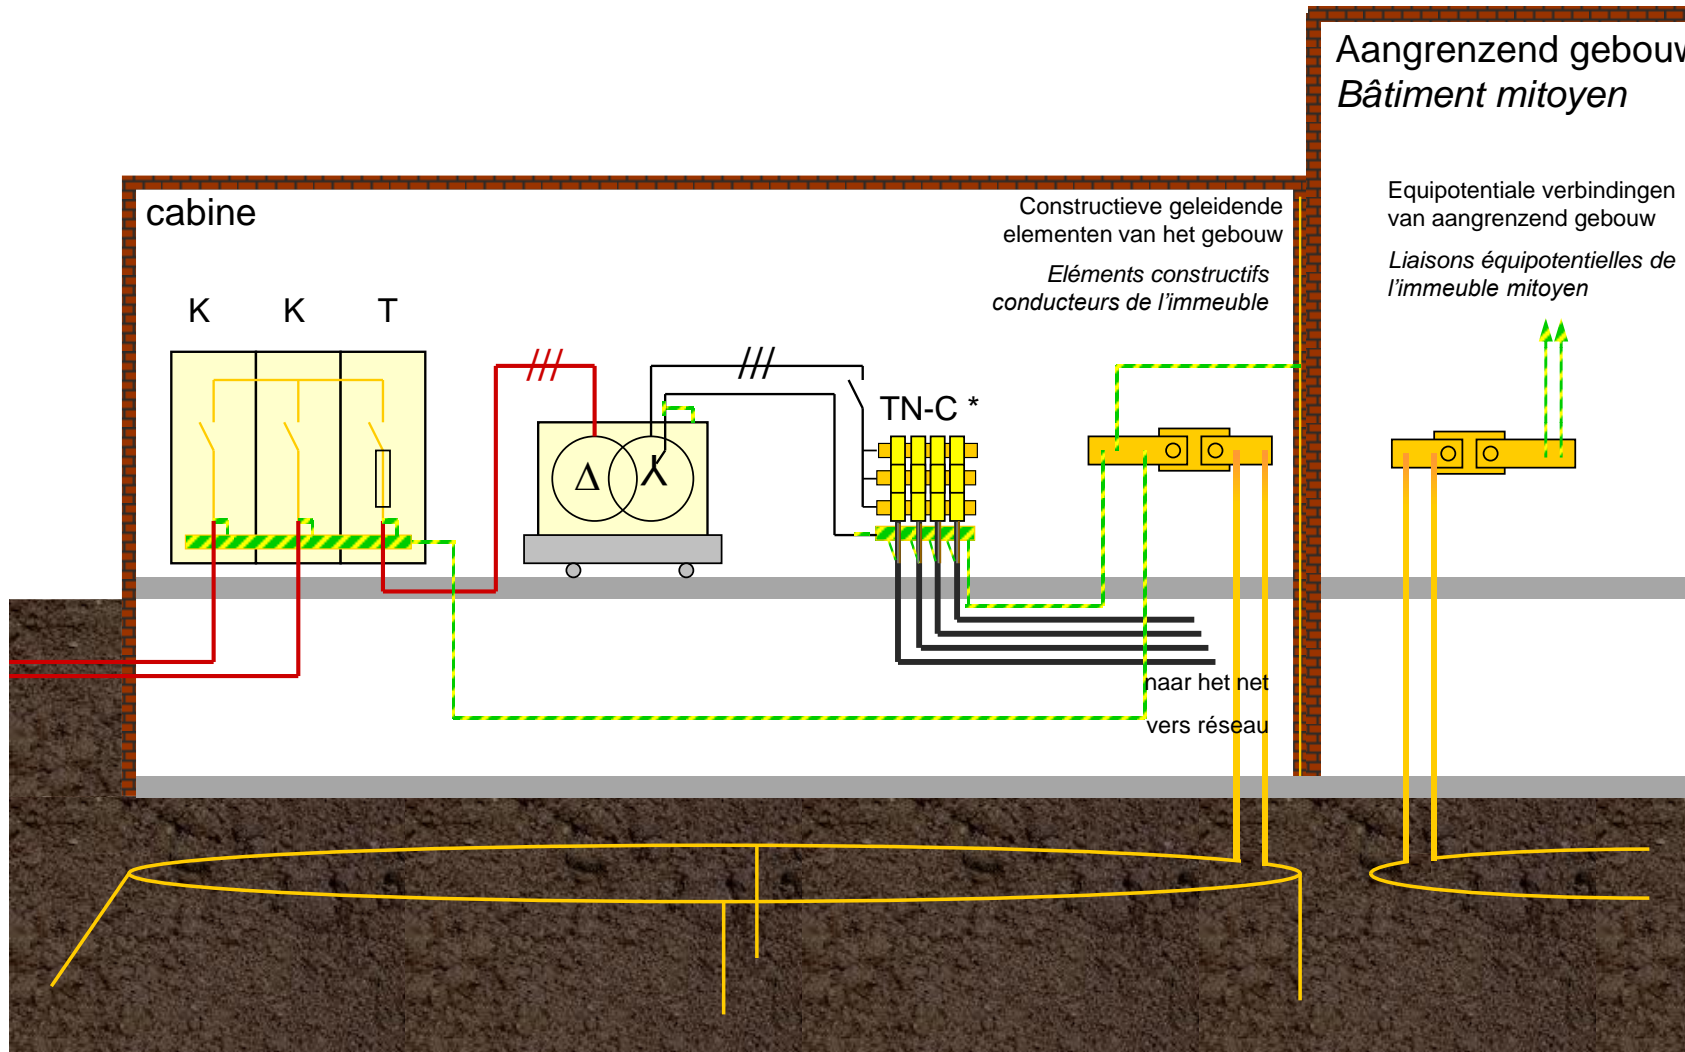 Aangrenzend gebouw
Bâtiment mitoyen
cabine
Constructieve geleidende
elementen van het gebouw
Eléments constructifs
conducteurs de l'immeuble
Equipotentiale verbindingen
van aangrenzend gebouw
Liaisons équipotentielles de
l'immeuble mitoyen
K K T
TN-C *
Δ
naar het net
vers réseau